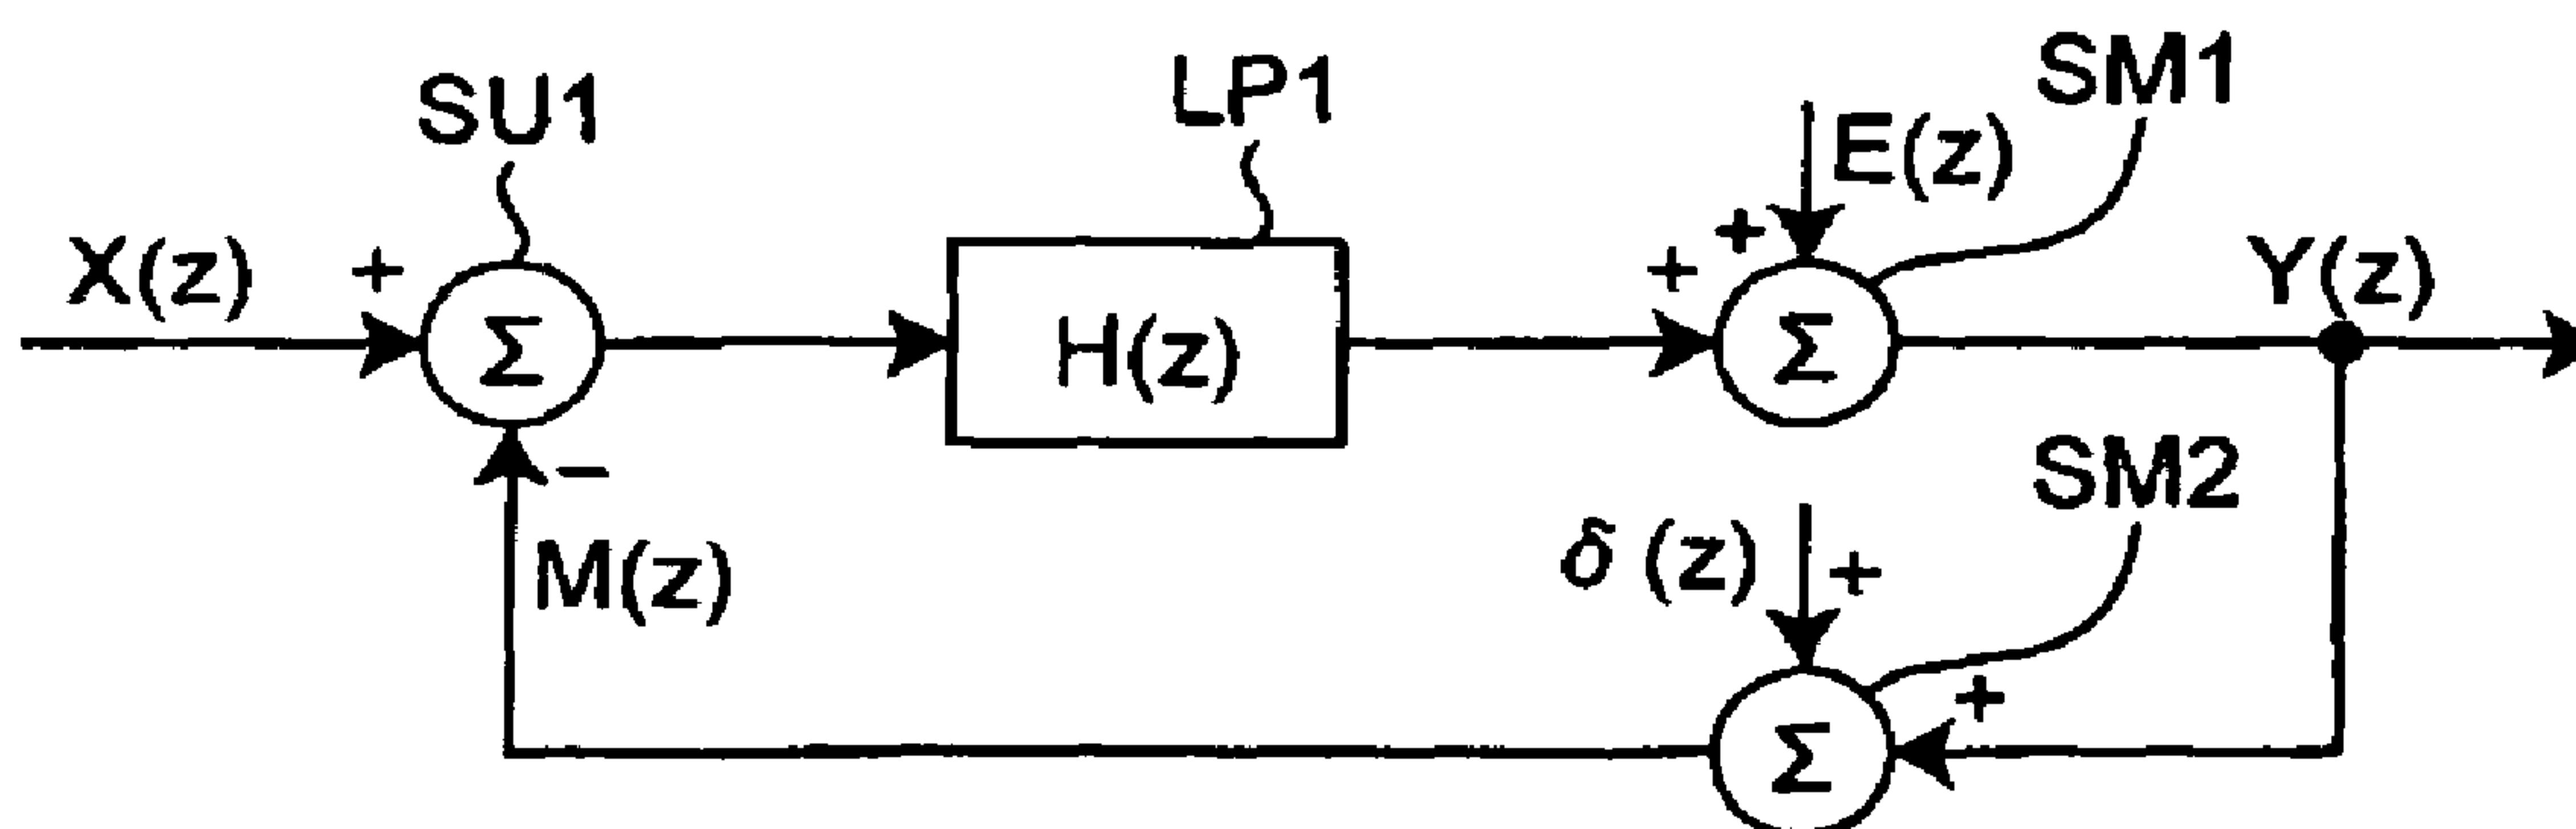 SU1
LP1
SM1
E(z)
X(z)
+
Σ
H(z)
+
+
Σ
Y(z)
−
M(z)
SM2
δ (z)
+
+
Σ